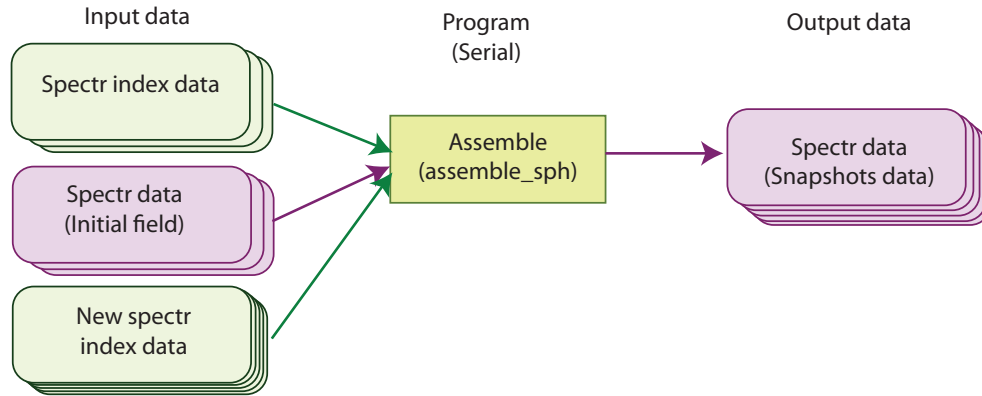 Input data
Program
(Serial)
Output data
Spectr index data
Spectr data
(Initial field)
New spectr
index data
Assemble
(assemble_sph)
Spectr data
(Snapshots data)